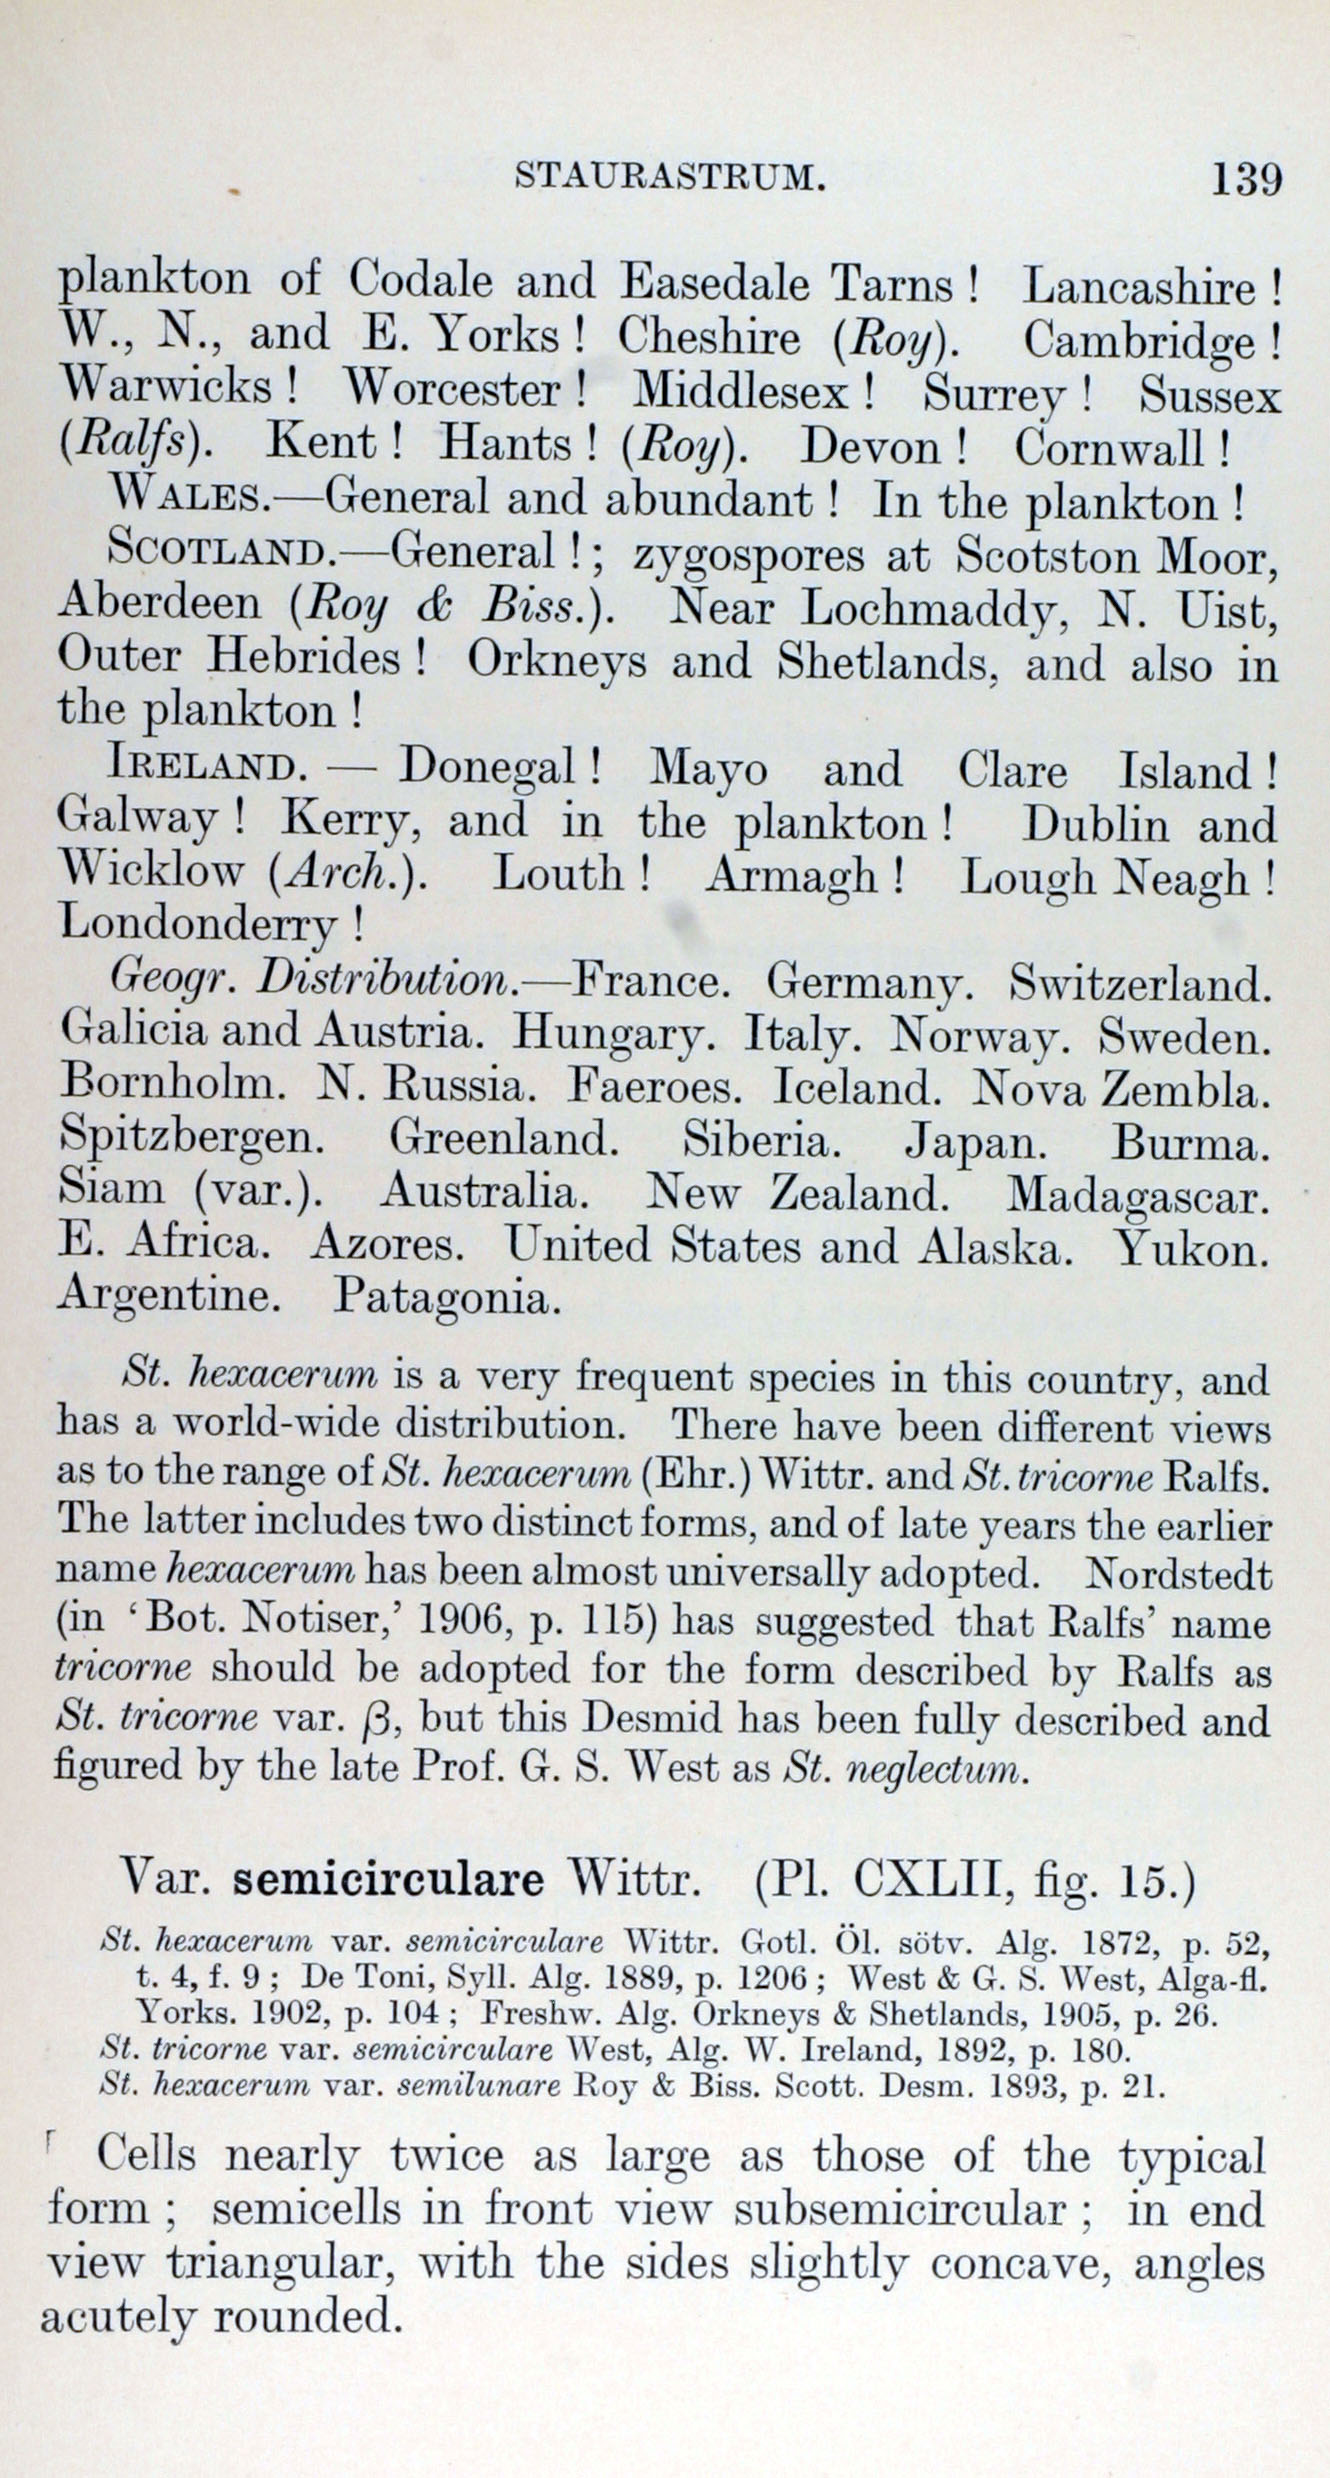 STAURASTRUM. 139
plankton of Codale and Easedale Tarns ! Lancashire !
W., N., and E. Yorks ! Cheshire (Roy). Cambridge !
Warwicks ! Worcester ! Middlesex ! Surrey ! Sussex
(Ralfs). Kent ! Hants ! (Roy). Devon ! Cornwall !
WALES.—General and abundant ! In the plankton !
SCOTLAND.—General !; zygospores at Scotston Moor,
Aberdeen (Roy & Biss.). Near Lochmaddy, N. Uist,
Outer Hebrides ! Orkneys and Shetlands, and also in
the plankton !
IRELAND. — Donegal ! Mayo and Clare Island !
Galway ! Kerry, and in the plankton ! Dublin and
Wicklow (Arch.). Louth ! Armagh ! Lough Neagh !
Londonderry !
Geogr. Distribution.—France. Germany. Switzerland.
Galicia and Austria. Hungary. Italy. Norway. Sweden.
Bornholm. N. Russia. Faeroes. Iceland. Nova Zembla.
Spitzbergen. Greenland. Siberia. Japan. Burma.
Siam (var.). Australia. New Zealand. Madagascar.
E. Africa. Azores. United States and Alaska. Yukon.
Argentine. Patagonia.
St. hexacerum is a very frequent species in this country, and
has a world-wide distribution. There have been different views
as to the range of St. hexacerum (Ehr.) Wittr. and St. tricorne Ralfs.
The latter includes two distinct forms, and of late years the earlier
name hexacerum has been almost universally adopted. Nordstedt
(in ‘Bot. Notiser,’ 1906, p. 115) has suggested that Ralfs’ name
tricorne should be adopted for the form described by Ralfs as
St. tricorne var. β, but this Desmid has been fully described and
figured by the late Prof. G. S. West as St. neglectum.
Var. semicirculare Wittr. (Pl. CXLII, fig. 15.)
St. hexacerum var. semicirculare Wittr. Gotl. Öl. sötv. Alg. 1872, p. 52,
t. 4, f. 9 ; De Toni, Syll. Alg. 1889, p. 1206 ; West & G. S. West, Alga-fl.
Yorks. 1902, p. 104 ; Freshw. Alg. Orkneys & Shetlands, 1905, p. 26.
St. tricorne var. semicirculare West, Alg. W. Ireland, 1892, p. 180.
St. hexacerum var. semilunare Roy & Biss. Scott. Desm. 1893, p. 21.
Cells nearly twice as large as those of the typical
form ; semicells in front view subsemicircular ; in end
view triangular, with the sides slightly concave, angles
acutely rounded.